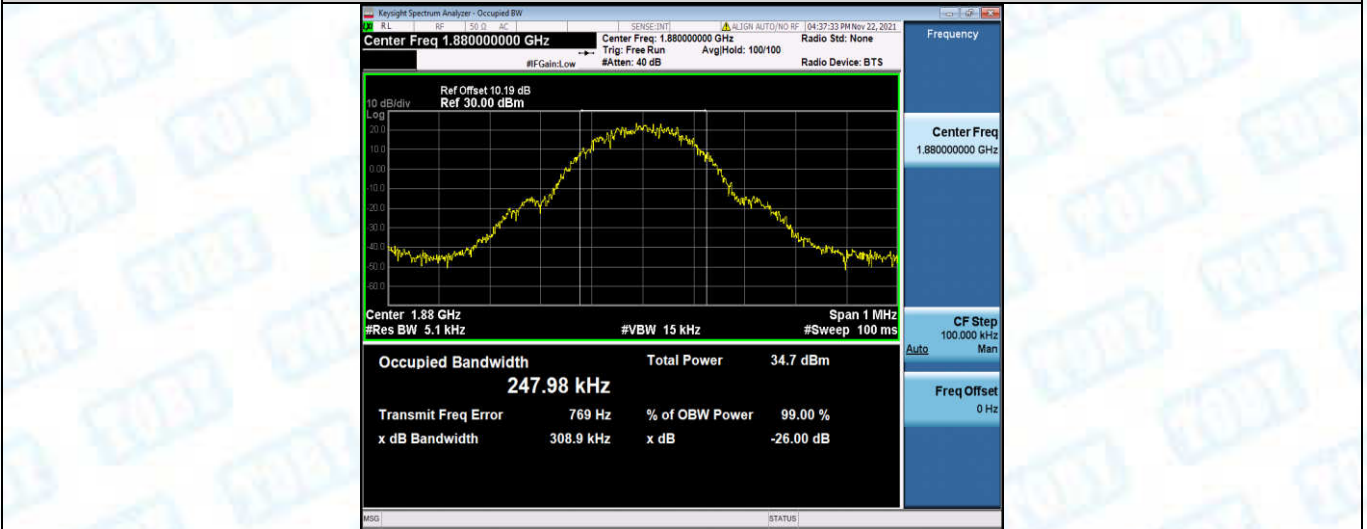 Keysight Spectrum Analyzer - Occupied BW
RL RF 50 Ω AC SENSE:INT ALIGN AUTO/NO RF 04:37:33 PM Nov 22, 2021
Center Freq 1.880000000 GHz
Center Freq: 1.880000000 GHz Radio Std: None
Trig: Free Run Avg|Hold: 100/100
#IFGain:Low #Atten: 40 dB Radio Device: BTS
Ref Offset 10.19 dB
10 dB/div Ref 30.00 dBm
Log
20.0
10.0
0.00
-10.0
-20.0
-30.0
-40.0
-50.0
-60.0
Center 1.88 GHz Span 1 MHz
#Res BW 5.1 kHz #VBW 15 kHz #Sweep 100 ms
Occupied Bandwidth Total Power 34.7 dBm
247.98 kHz
Transmit Freq Error 769 Hz % of OBW Power 99.00 %
x dB Bandwidth 308.9 kHz x dB -26.00 dB
MSG STATUS
Frequency
Center Freq
1.880000000 GHz
CF Step
100.000 kHz
Auto Man
Freq Offset
0 Hz
TOBY